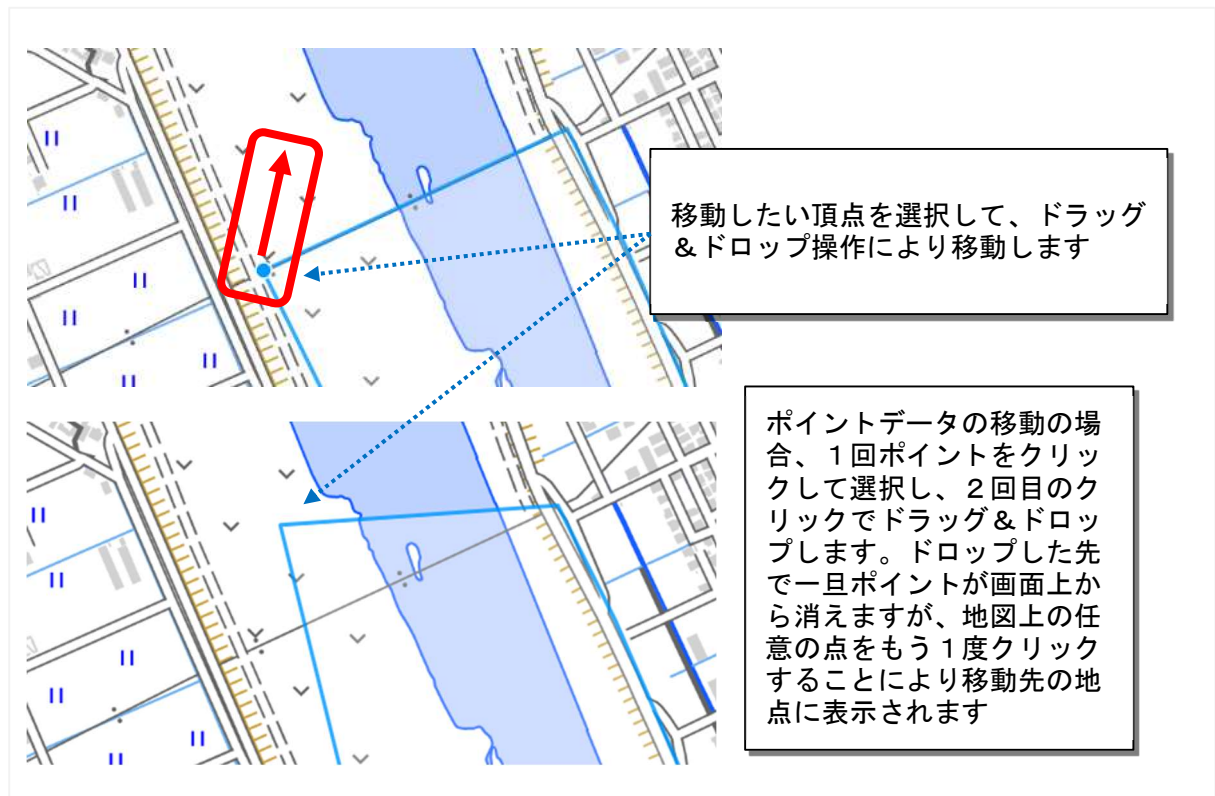 移動したい頂点を選択して、ドラッグ
＆ドロップ操作により移動します
ポイントデータの移動の場
合、１回ポイントをクリッ
クして選択し、２回目のク
リックでドラッグ＆ドロッ
プします。ドロップした先
で一旦ポイントが画面上か
ら消えますが、地図上の任
意の点をもう１度クリック
することにより移動先の地
点に表示されます